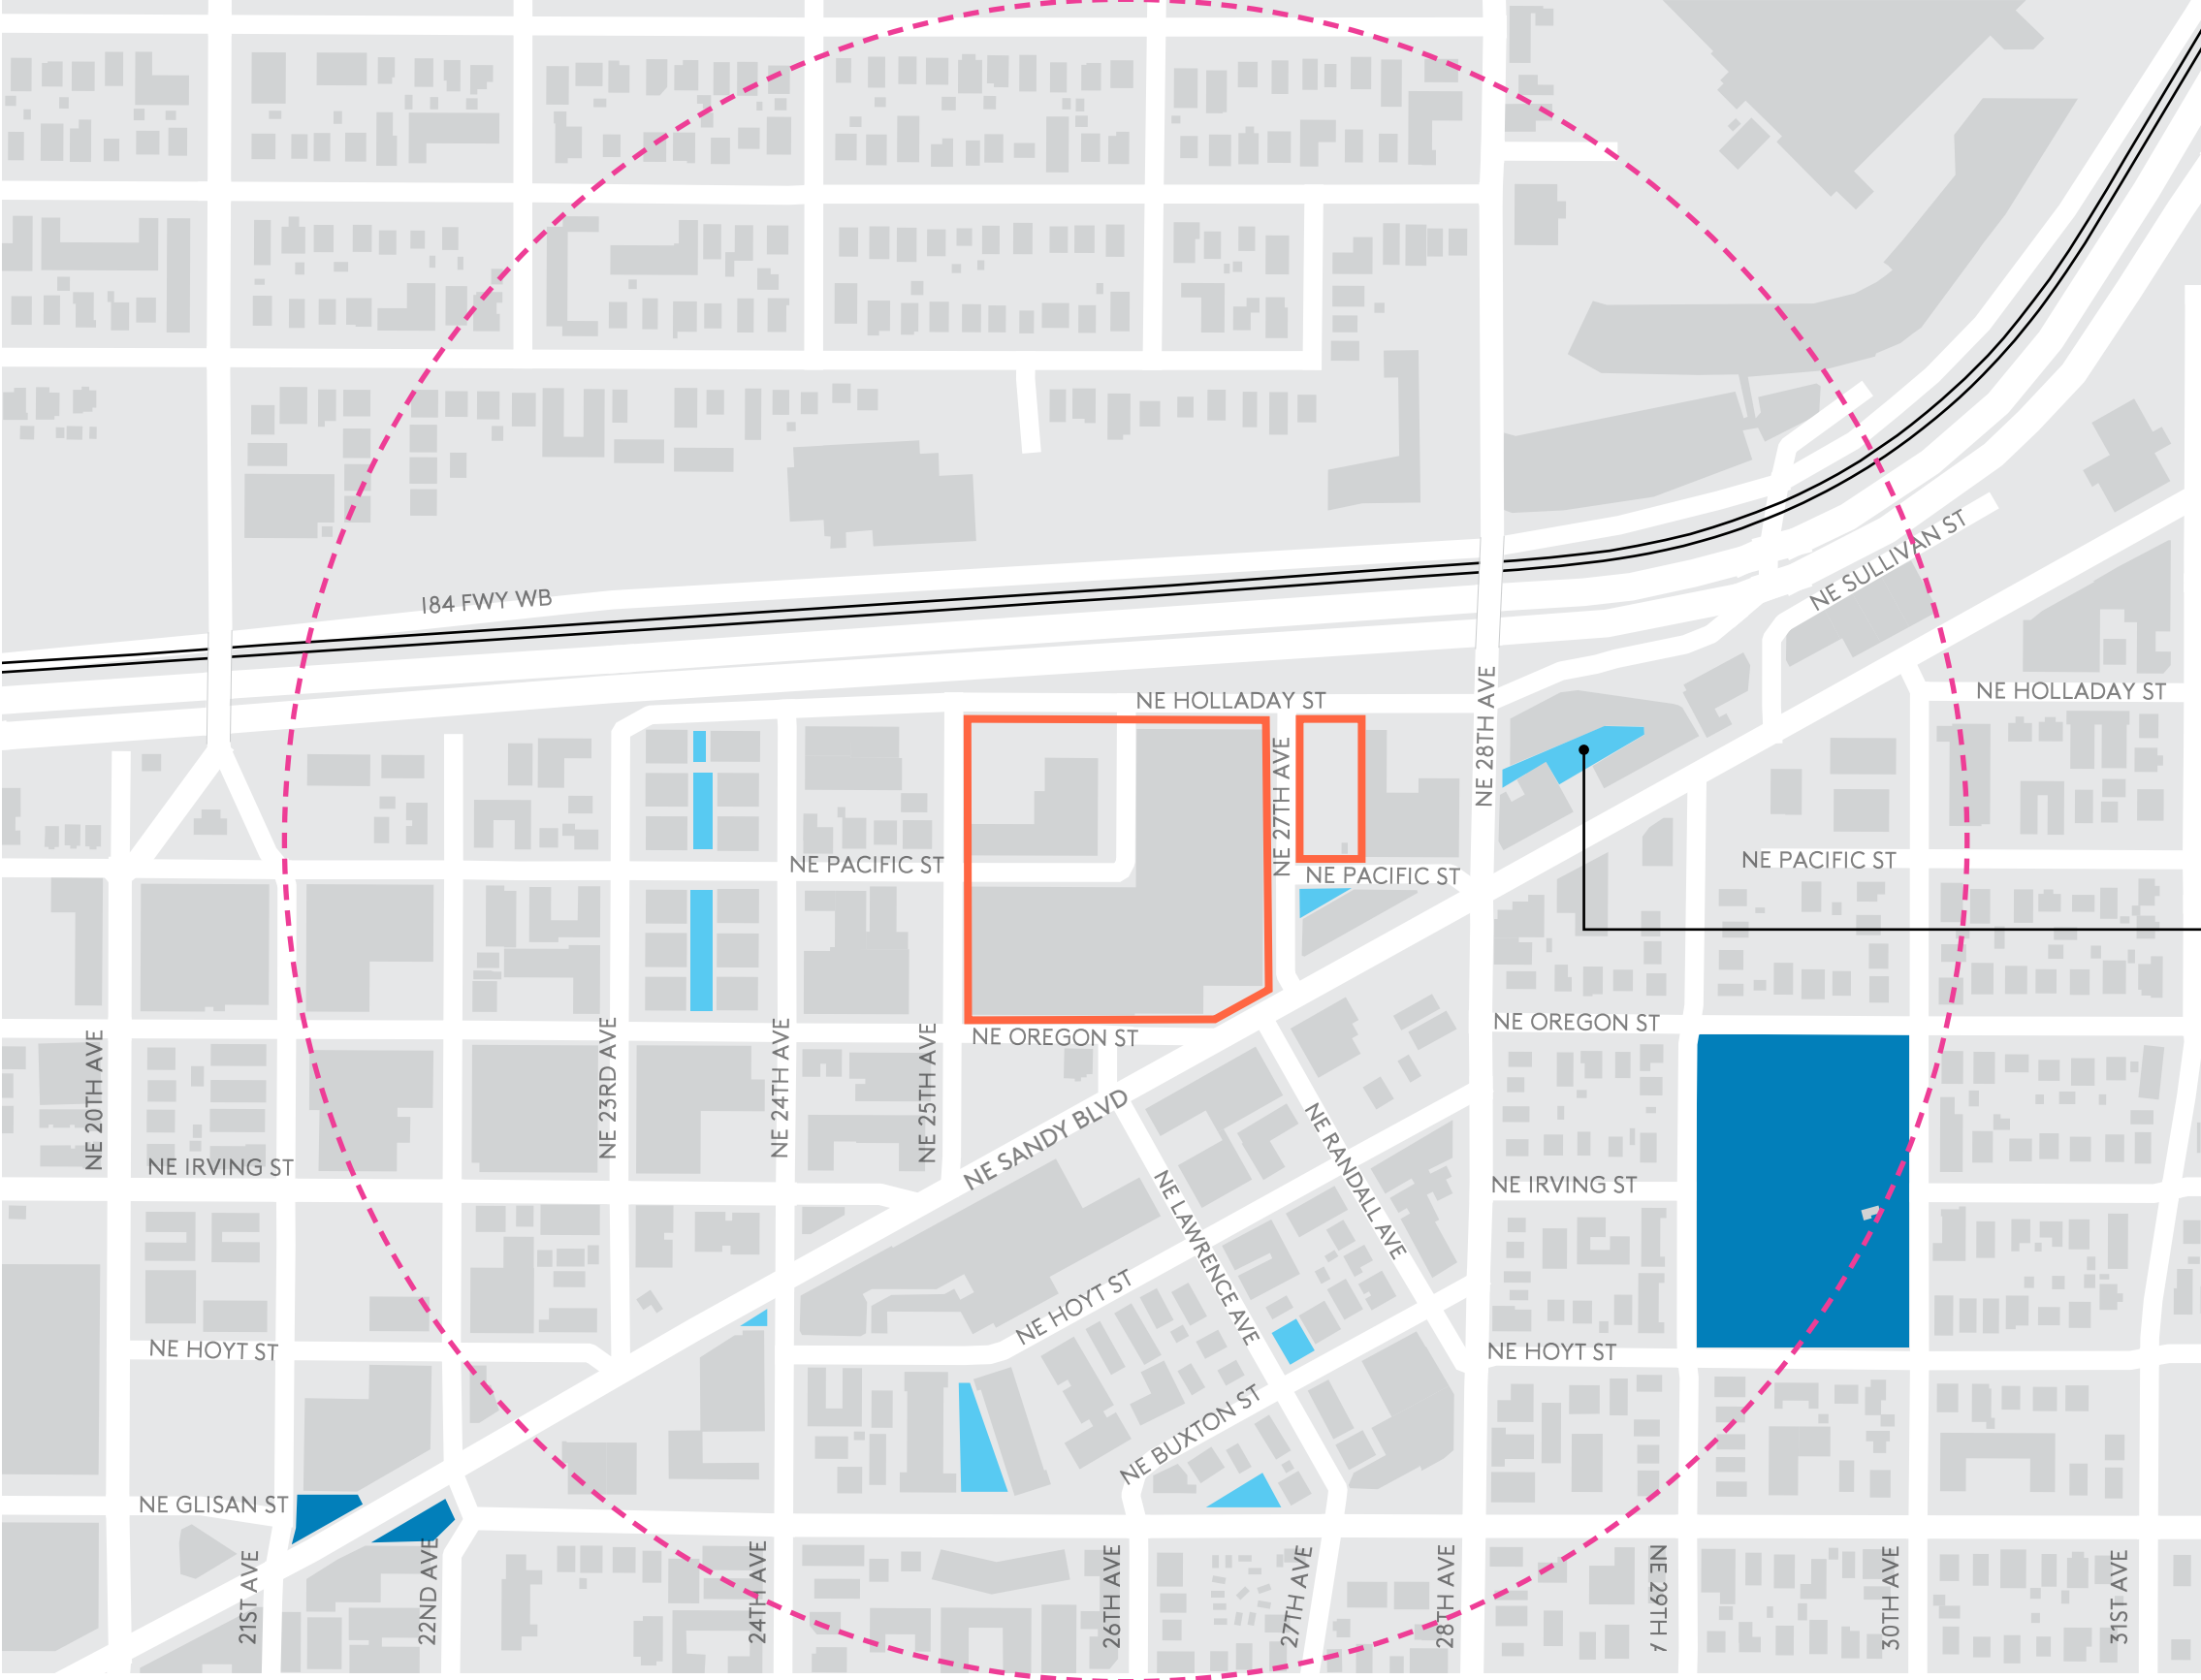 NE SULLIVAN ST
I84 FWY WB
NE HOLLADAY ST
NE HOLLADAY ST
NE 28TH AVE
NE 27TH AVE
NE PACIFIC ST
NE PACIFIC ST
NE PACIFIC ST
NE OREGON ST
NE OREGON ST
NE 20TH AVE
NE 23RD AVE
NE 24TH AVE
NE 25TH AVE
NE SANDY BLVD
NE RANDALL AVE
NE IRVING ST
NE IRVING ST
NE LAWRENCE AVE
NE HOYT ST
NE HOYT ST
NE HOYT ST
NE BUXTON ST
NE GLISAN ST
21ST AVE
22ND AVE
24TH AVE
26TH AVE
27TH AVE
28TH AVE
NE 29TH A
30TH AVE
31ST AVE